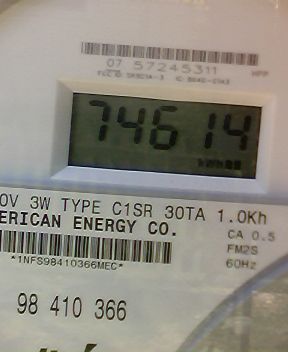 07 57245311
HPP
74614
kWh
0V 3W TYPE C1SR 30TA 1.0Kh
ERICAN ENERGY CO.
CA 0.5
FM2S
*1NFS98410366MEC*
60Hz
98 410 366